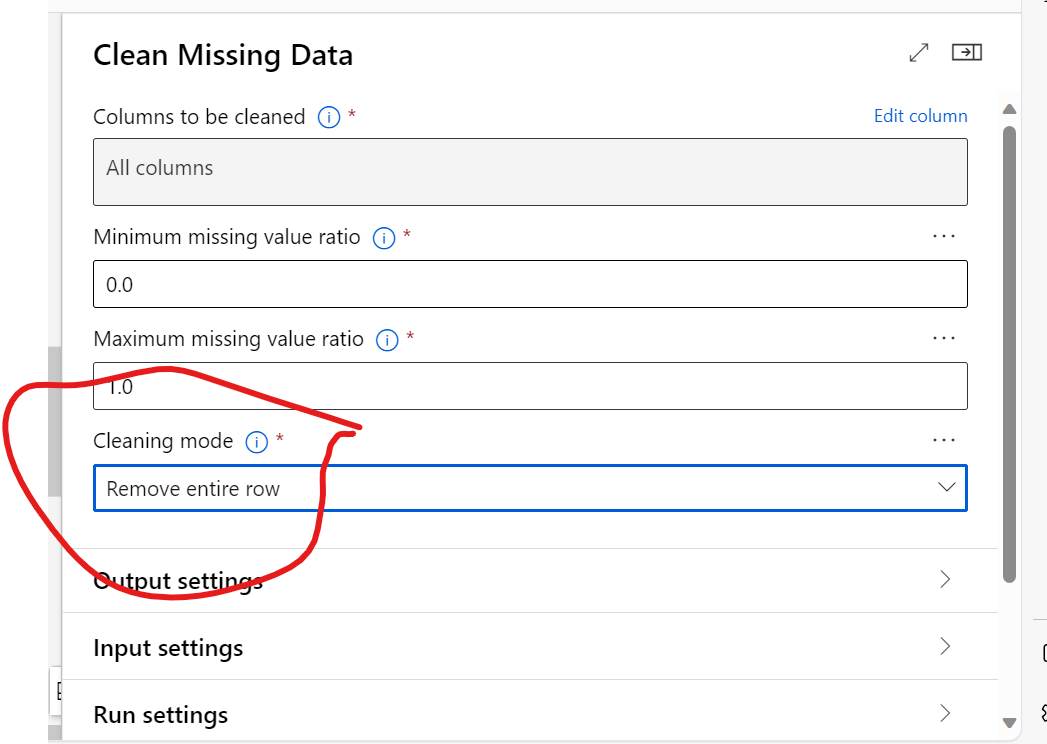 Clean Missing Data
Columns to be cleaned i *
Edit column
All columns
Minimum missing value ratio i * ...
0.0
Maximum missing value ratio i * ...
1.0
Cleaning mode i * ...
Remove entire row
Output settings
Input settings
Run settings